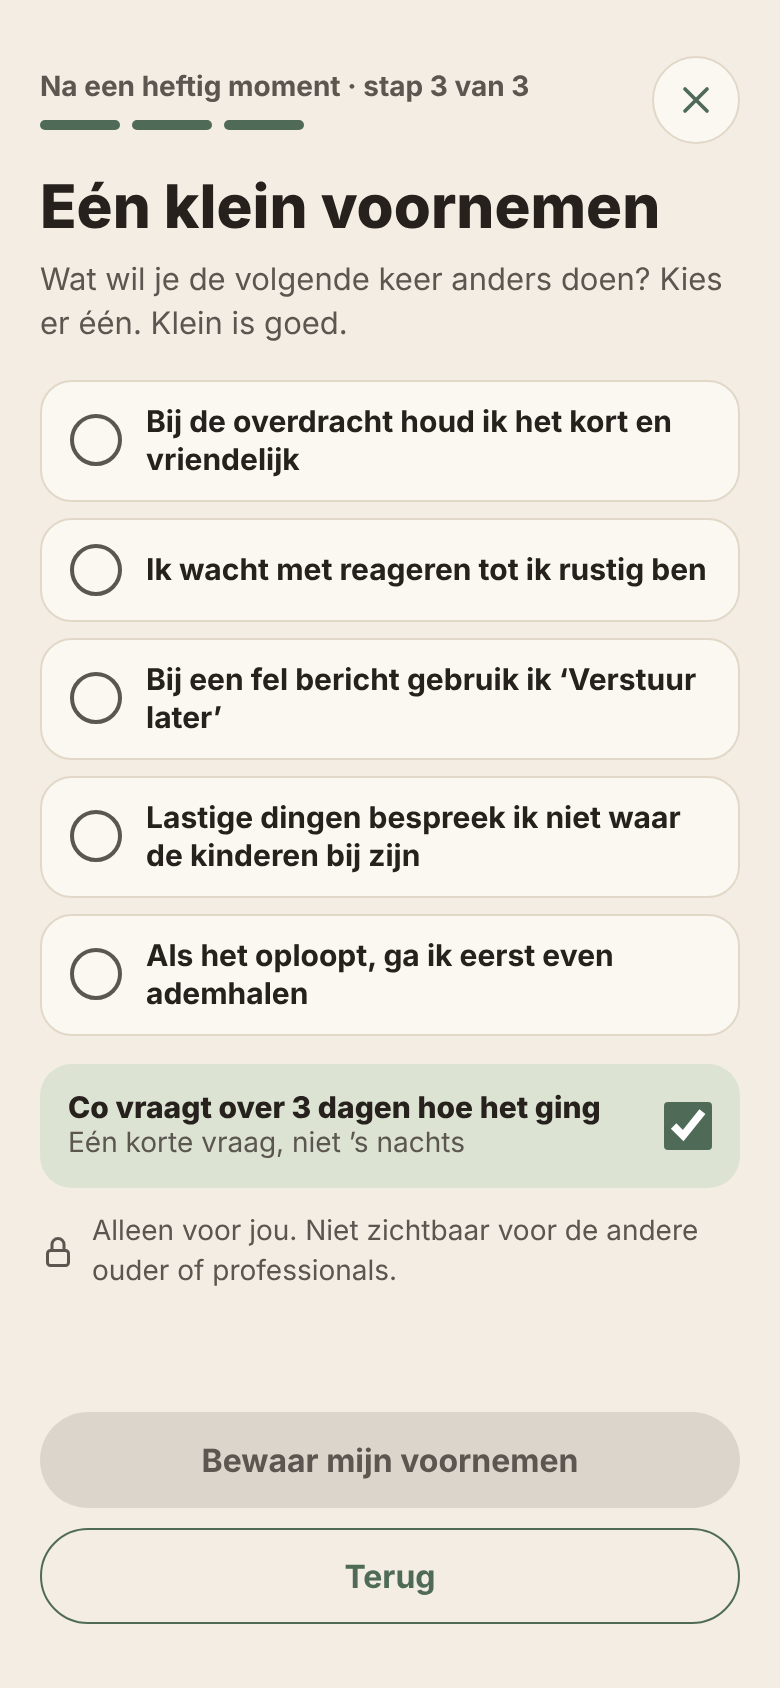 Na een heftig moment · stap 3 van 3
Eén klein voornemen
Wat wil je de volgende keer anders doen? Kies
er één. Klein is goed.
Bij de overdracht houd ik het kort en
vriendelijk
Ik wacht met reageren tot ik rustig ben
Bij een fel bericht gebruik ik ‘Verstuur
later’
Lastige dingen bespreek ik niet waar
de kinderen bij zijn
Als het oploopt, ga ik eerst even
ademhalen
Co vraagt over 3 dagen hoe het ging
Eén korte vraag, niet ’s nachts
Alleen voor jou. Niet zichtbaar voor de andere
ouder of professionals.
Bewaar mijn voornemen
Terug